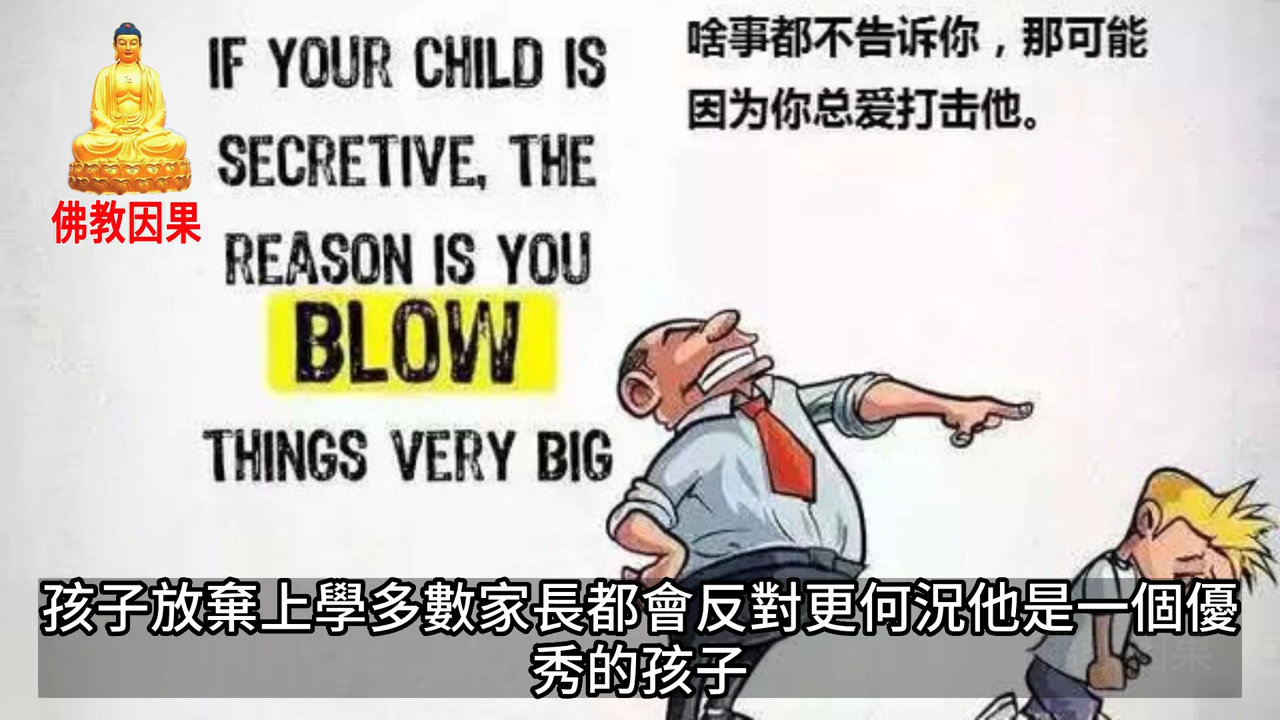 佛教因果
IF YOUR CHILD IS
SECRETIVE, THE
REASON IS YOU
BLOW
THINGS VERY BIG
啥事都不告诉你，那可能
因为你总爱打击他。
孩子放棄上學多數家長都會反對更何況他是一個優
秀的孩子